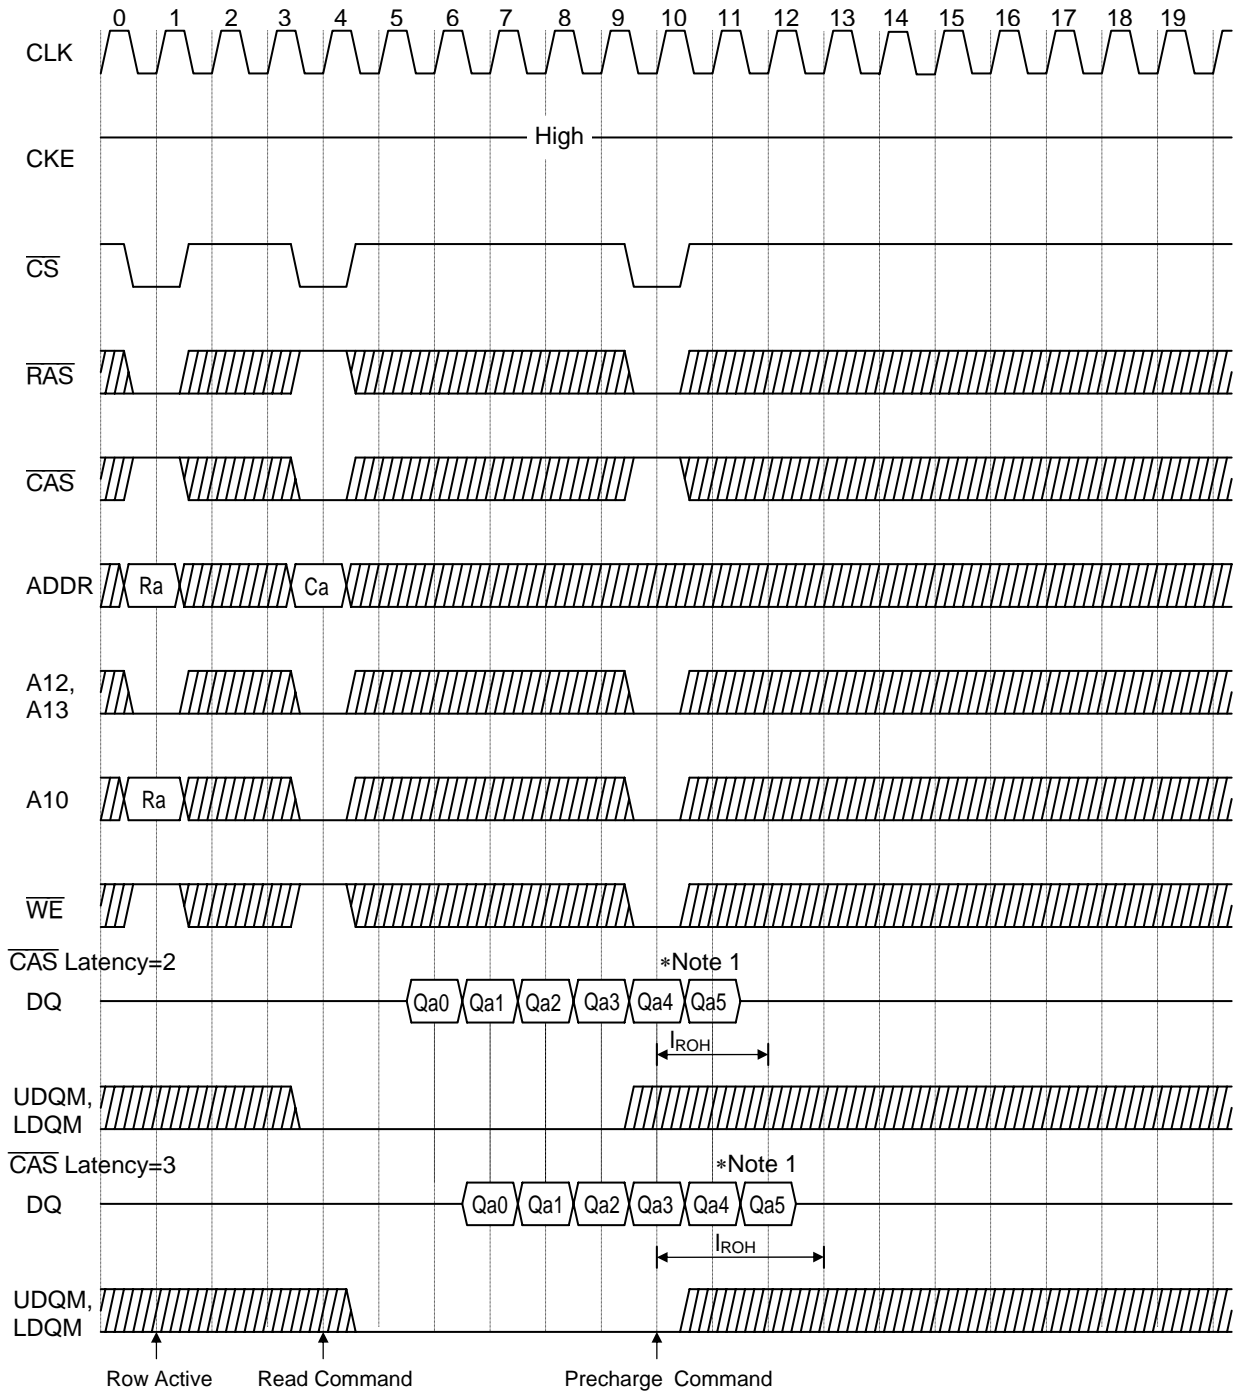 0 1 2 3 4 5 6 7 8 9 10 11 12 13 14 15 16 17 18 19
CLK
High
CKE
CS
RAS
CAS
ADDR Ra Ca
A12,
A13
A10 Ra
WE
CAS Latency=2 *Note 1
DQ Qa0 Qa1 Qa2 Qa3 Qa4 Qa5
IROH
UDQM,
LDQM
CAS Latency=3 *Note 1
DQ Qa0 Qa1 Qa2 Qa3 Qa4 Qa5
IROH
UDQM,
LDQM
Row Active Read Command Precharge Command